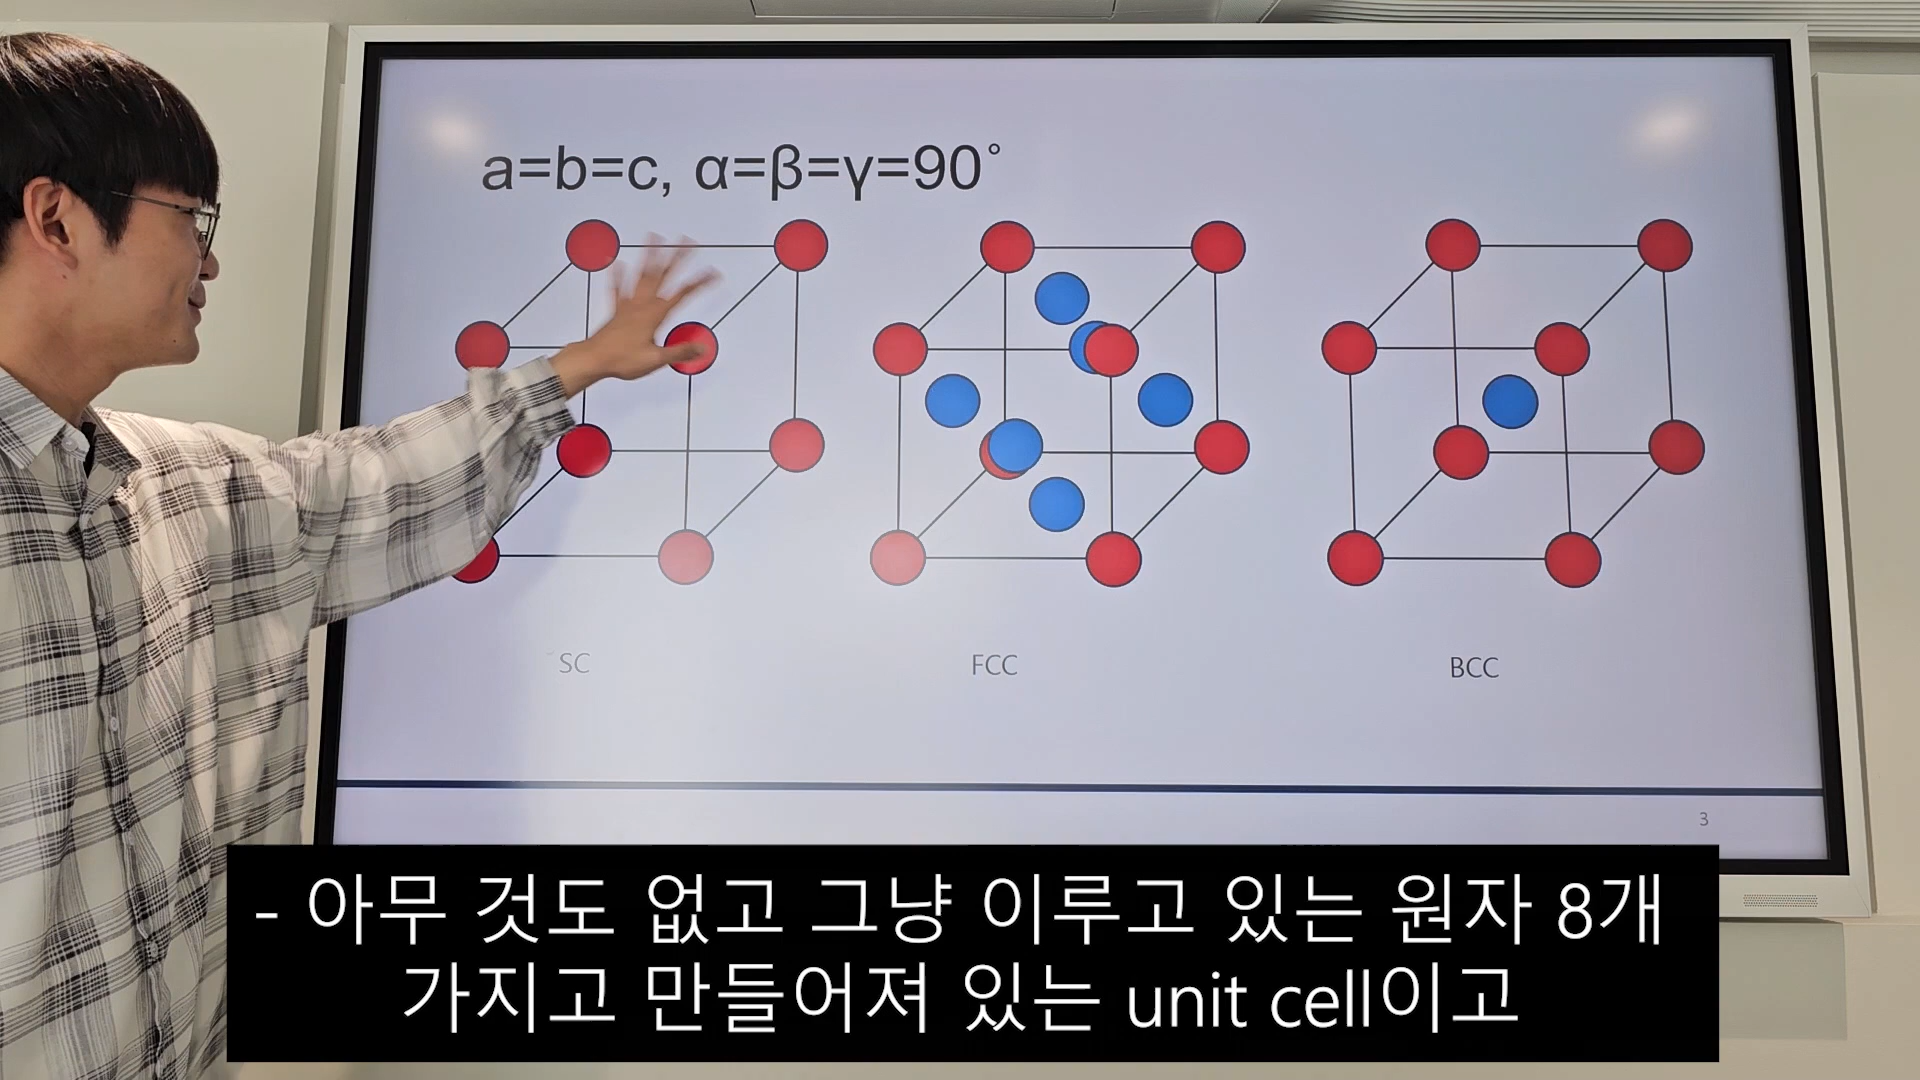 a=b=c, α=β=γ=90˚
SC
FCC
BCC
3
- 아무 것도 없고 그냥 이루고 있는 원자 8개
가지고 만들어져 있는 unit cell이고